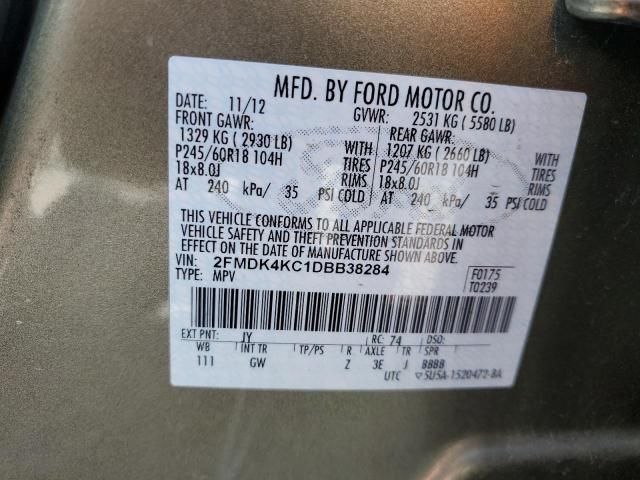 MFD. BY FORD MOTOR CO.
DATE: 11/12 GVWR: 2531 KG ( 5580 LB)
FRONT GAWR: REAR GAWR:
1329 KG ( 2930 LB) WITH 1207 KG ( 2660 LB) WITH
P245/60R18 104H TIRES P245/60R18 104H TIRES
18x8.0J RIMS 18x8.0J RIMS
AT 240 kPa/ 35 PSI COLD AT 240 kPa/ 35 PSI COLD
THIS VEHICLE CONFORMS TO ALL APPLICABLE FEDERAL MOTOR
VEHICLE SAFETY AND THEFT PREVENTION STANDARDS IN
EFFECT ON THE DATE OF MANUFACTURE SHOWN ABOVE.
VIN: 2FMDK4KC1DBB38284 F0175
TYPE: MPV T0239
EXT PNT: JY RC: 74 DSO:
WB INT TR TP/PS R AXLE TR SPR
111 GW Z 3E J BBBB
UTC 5U5A-1520472-BA